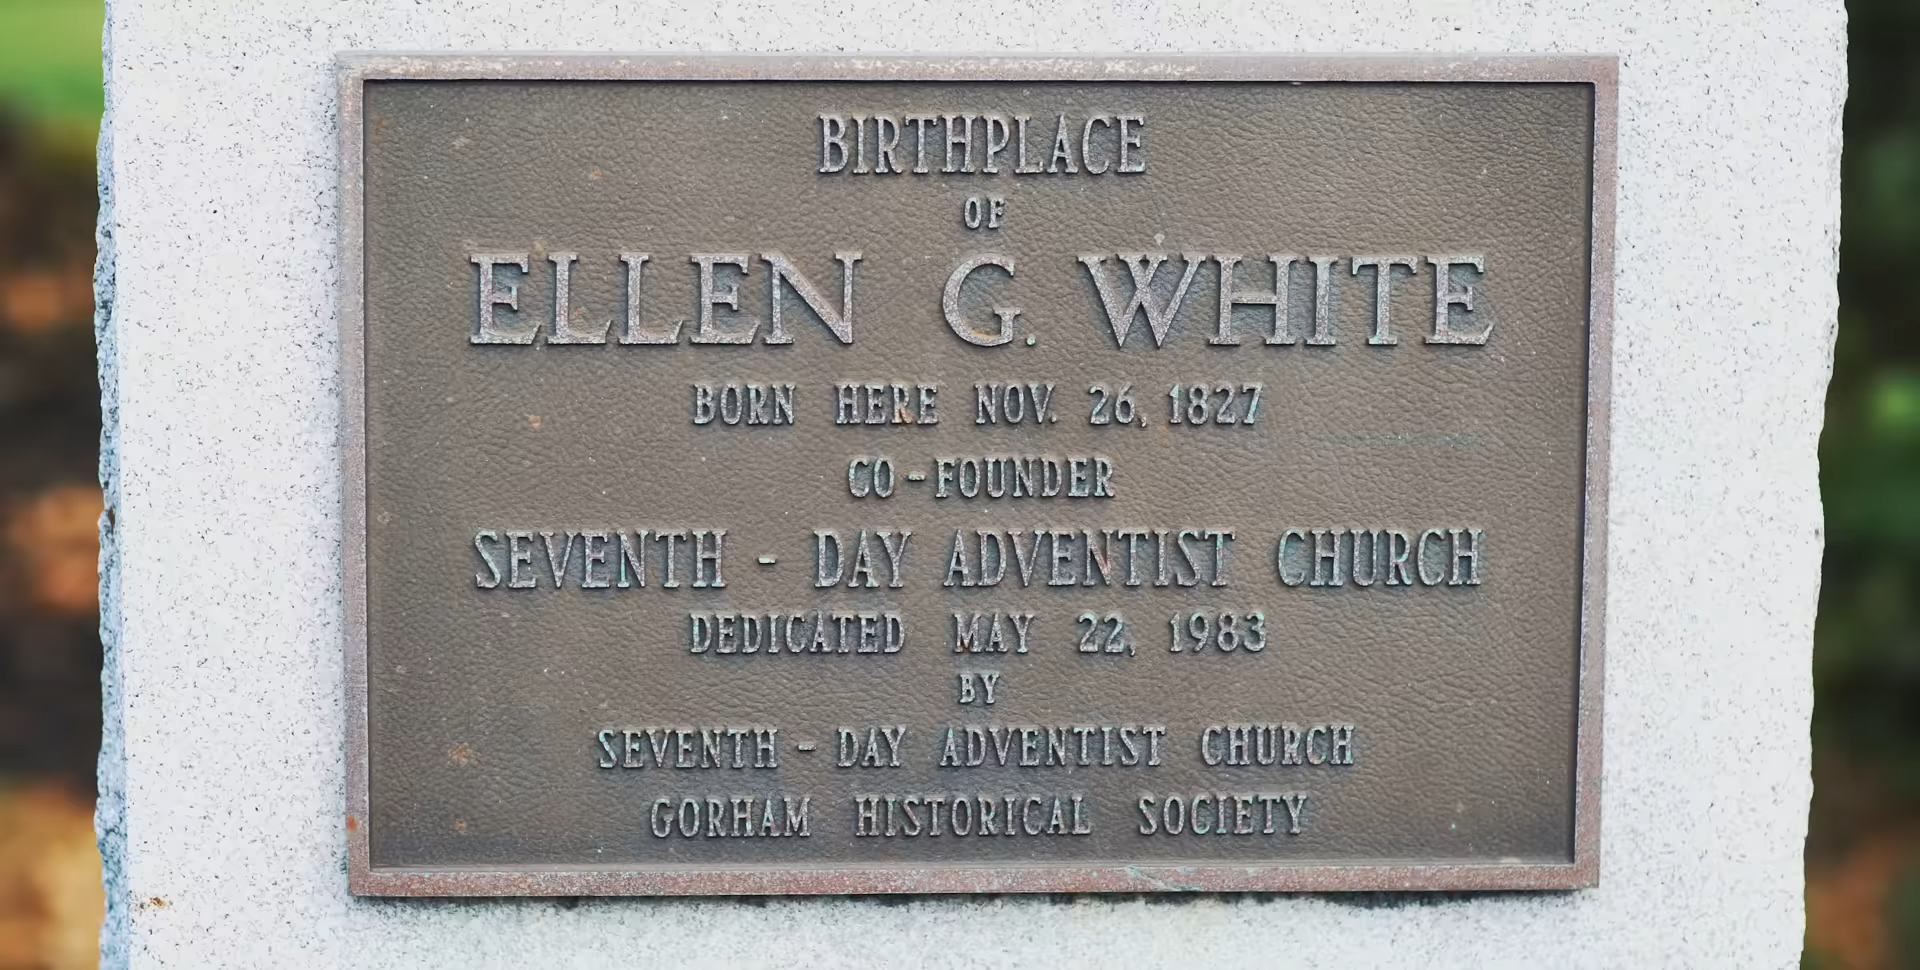 BIRTHPLACE
OF
ELLEN G. WHITE
BORN HERE NOV. 26, 1827
CO-FOUNDER
SEVENTH - DAY ADVENTIST CHURCH
DEDICATED MAY 22, 1983
BY
SEVENTH - DAY ADVENTIST CHURCH
GORHAM HISTORICAL SOCIETY